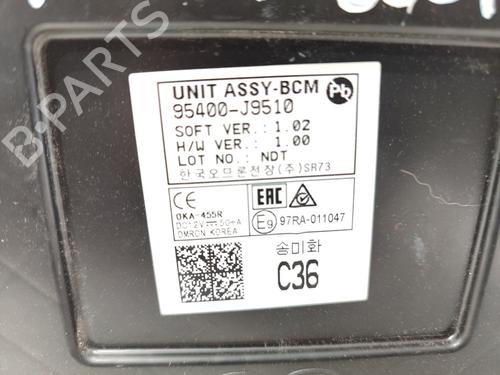 UNIT ASSY-BCM
Pb
95400-J9510
SOFT VER.: 1.02
H/W VER.: 1.00
LOT NO.: NDT
한국오므론전장(주)SR73
CE
OKA-455R
OMRON KOREA
EAC
E9 97RA-011047
송미화
C36
B-PARTS